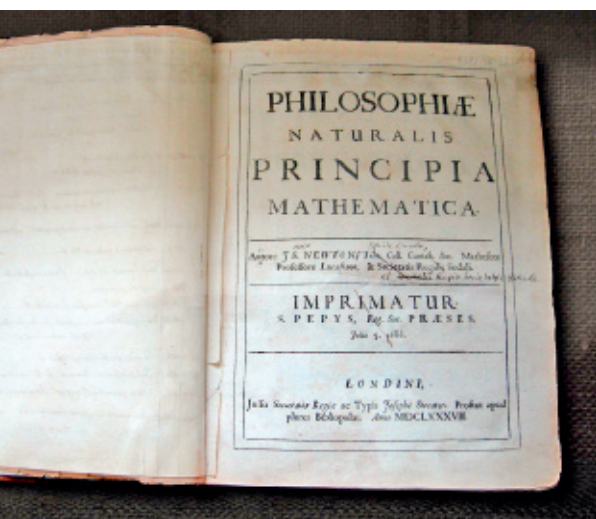 PHILOSOPHIÆ
NATURALIS
PRINCIPIA
MATHEMATICA.
Autore JS. NEWTON, Trin. Coll. Cantab. Soc. Matheseos
Professore Lucasiano, & Societatis Regalis Sodali.
IMPRIMATUR.
S. PEPYS, Reg. Soc. PRÆSES.
Julii 5. 1686.
LONDINI,
Jussu Societatis Regiæ ac Typis Josephi Streater. Prostat apud
plures Bibliopolas. Anno MDCLXXXVII.